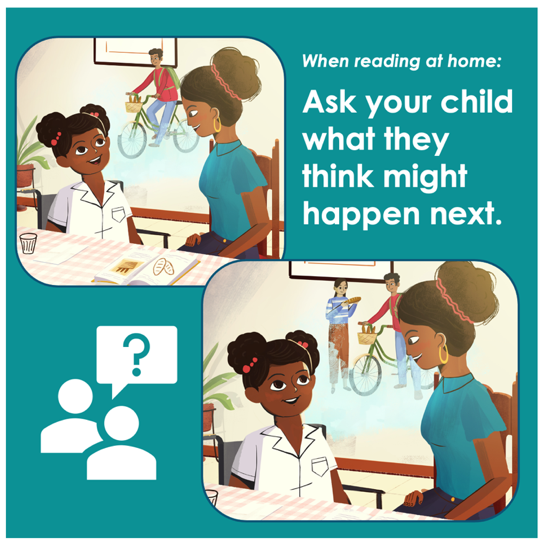 When reading at home:
Ask your child
what they
think might
happen next.
?